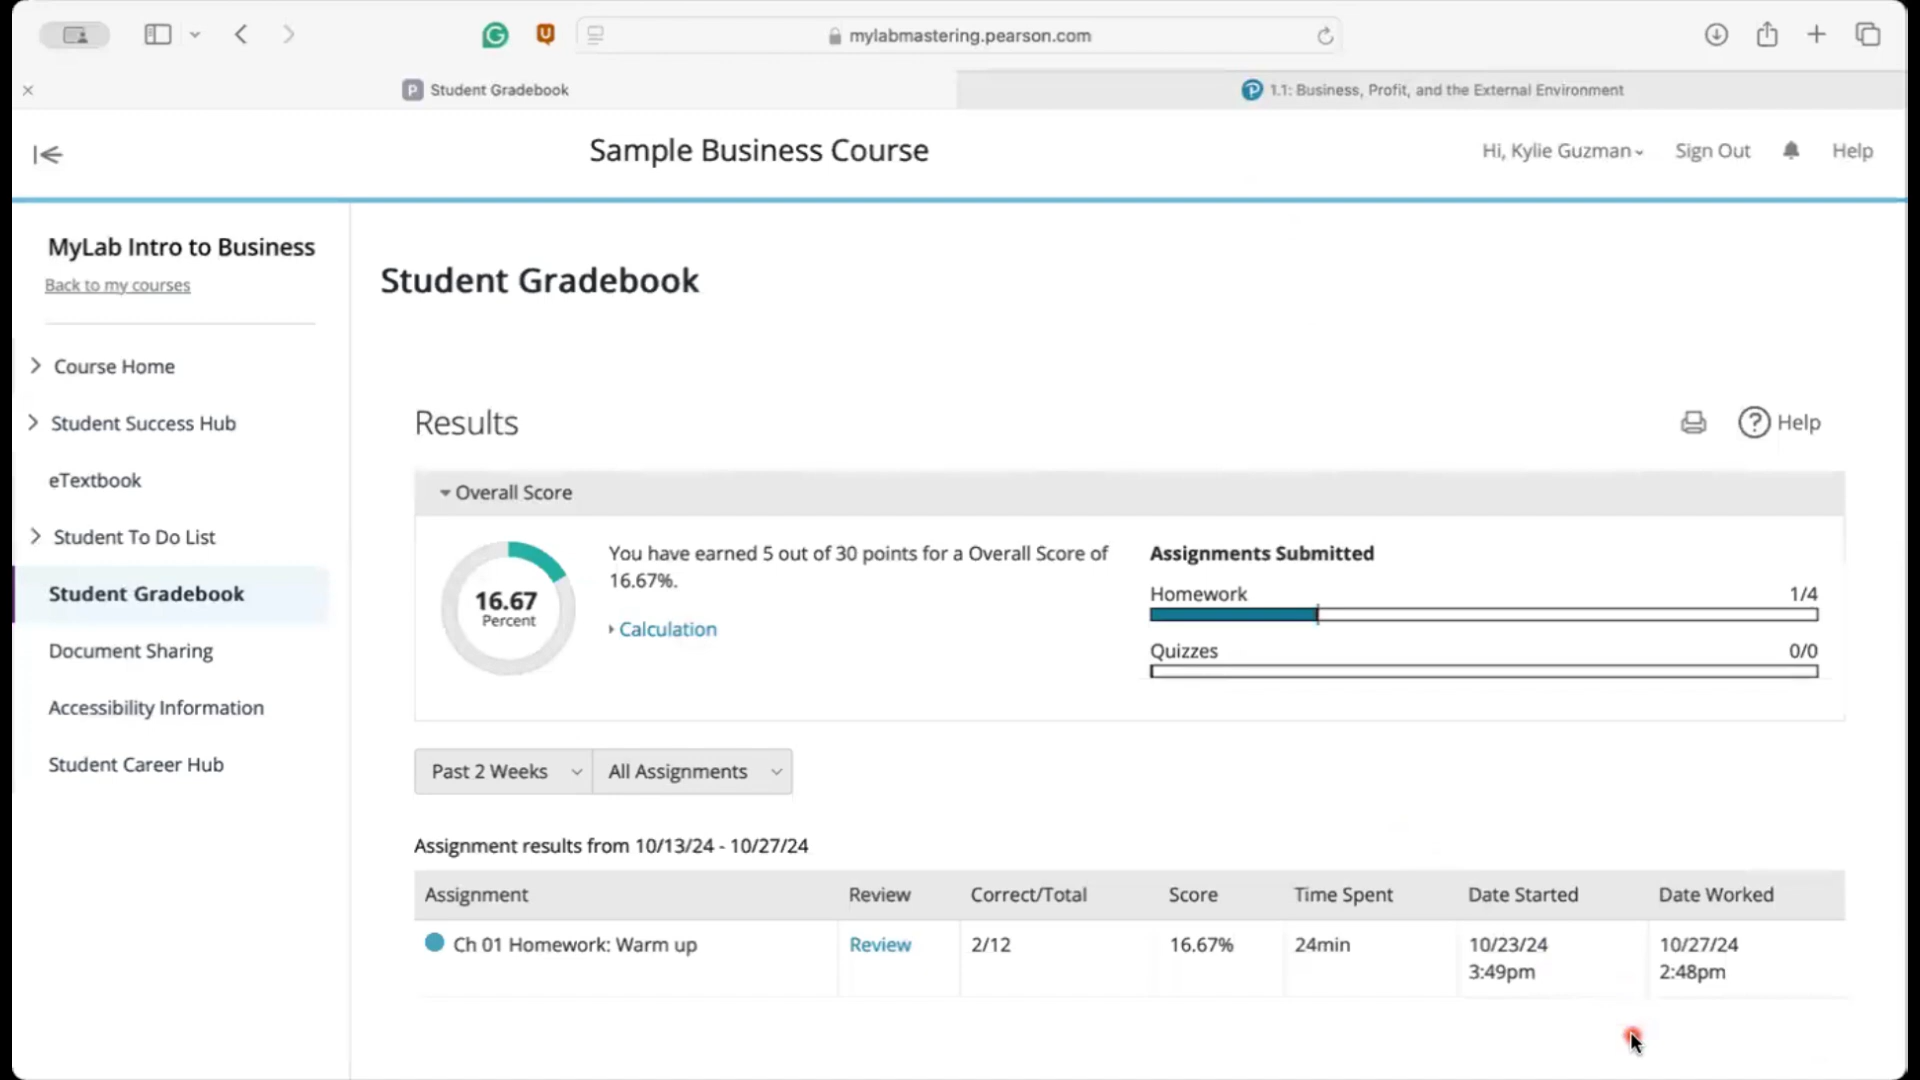 mylabmastering.pearson.com
Student Gradebook
1.1: Business, Profit, and the External Environment
Sample Business Course
Hi, Kylie Guzman
Sign Out
Help
MyLab Intro to Business
Back to my courses
Course Home
Student Success Hub
eTextbook
Student To Do List
Student Gradebook
Document Sharing
Accessibility Information
Student Career Hub
Student Gradebook
Results
? Help
Overall Score
16.67
Percent
You have earned 5 out of 30 points for a Overall Score of
16.67%.
Calculation
Assignments Submitted
Homework 1/4
Quizzes 0/0
Past 2 Weeks
All Assignments
Assignment results from 10/13/24 - 10/27/24
Assignment Review Correct/Total Score Time Spent Date Started Date Worked
Ch 01 Homework: Warm up Review 2/12 16.67% 24min 10/23/24 10/27/24
3:49pm 2:48pm